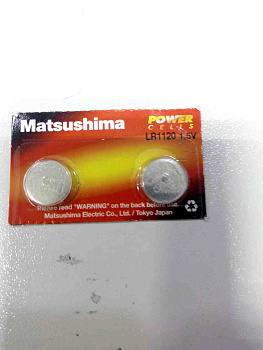 Matsushima
POWER
CELLS
LR1120 1.5V
Please read "WARNING" on the back before use.
Matsushima Electric Co., Ltd. / Tokyo Japan